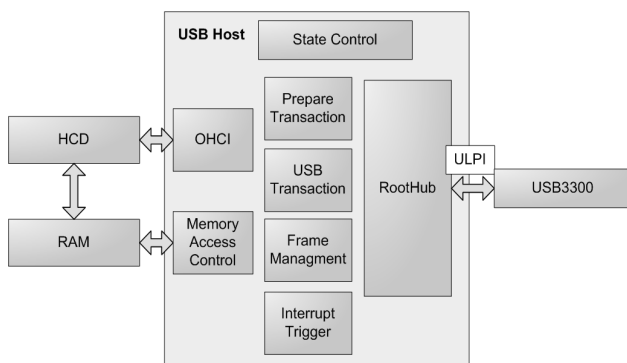 USB Host
State Control
Prepare
Transaction
HCD
OHCI
USB
Transaction
RootHub
ULPI
USB3300
RAM
Memory
Access
Control
Frame
Managment
Interrupt
Trigger